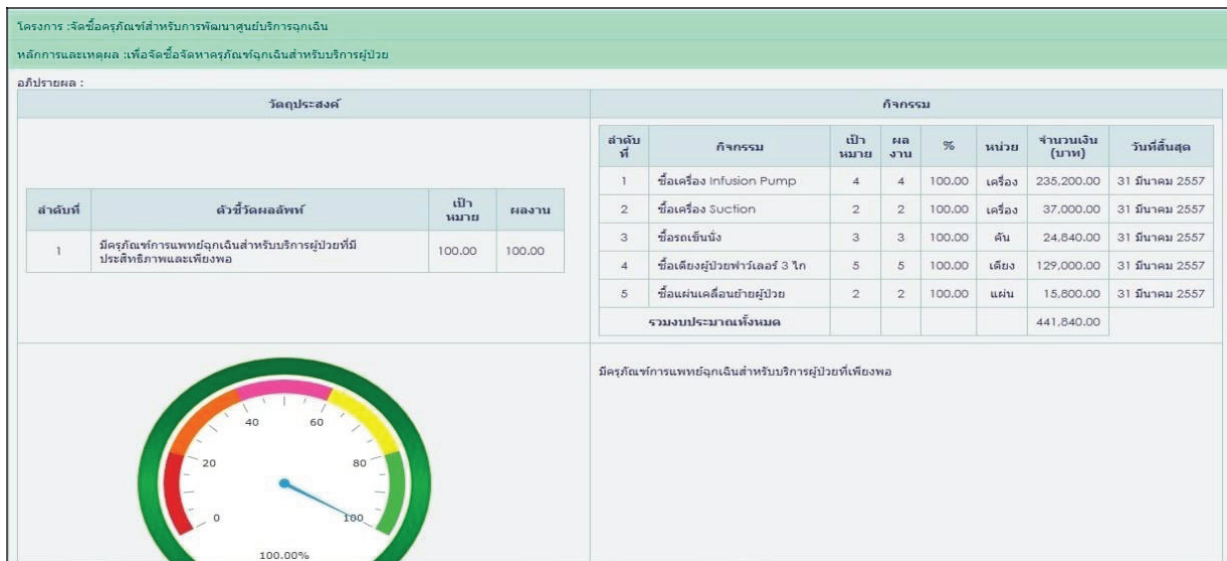 โครงการ :จัดซื้อครุภัณฑ์สำหรับการพัฒนาศูนย์บริการฉุกเฉิน
หลักการและเหตุผล :เพื่อจัดซื้อจัดหาครุภัณฑ์ฉุกเฉินสำหรับบริการผู้ป่วย
อภิปรายผล :
วัตถุประสงค์
ลำดับที่ ตัวชี้วัดผลลัพท์ เป้าหมาย ผลงาน
1 มีครุภัณฑ์การแพทย์ฉุกเฉินสำหรับบริการผู้ป่วยที่มี
ประสิทธิภาพและเพียงพอ 100.00 100.00
กิจกรรม
ลำดับที่ กิจกรรม เป้าหมาย ผลงาน % หน่วย จำนวนเงิน (บาท) วันที่สิ้นสุด
1 ซื้อเครื่อง Infusion Pump 4 4 100.00 เครื่อง 235,200.00 31 มีนาคม 2557
2 ซื้อเครื่อง Suction 2 2 100.00 เครื่อง 37,000.00 31 มีนาคม 2557
3 ซื้อรถเข็นนั่ง 3 3 100.00 คัน 24,840.00 31 มีนาคม 2557
4 ซื้อเตียงผู้ป่วยฟาว์เลอร์ 3 ไก 5 5 100.00 เตียง 129,000.00 31 มีนาคม 2557
5 ซื้อแผ่นเคลื่อนย้ายผู้ป่วย 2 2 100.00 แผ่น 15,800.00 31 มีนาคม 2557
รวมงบประมาณทั้งหมด 441,840.00
0 20 40 60 80 100
100.00%
มีครุภัณฑ์การแพทย์ฉุกเฉินสำหรับบริการผู้ป่วยที่เพียงพอ